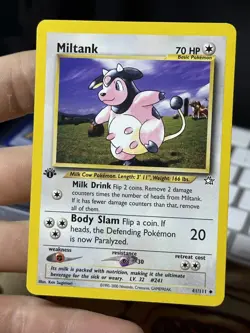 Miltank
70 HP
Basic Pokémon
Milk Cow Pokémon. Length: 3' 11", Weight: 166 lbs.
Milk Drink Flip 2 coins. Remove 2 damage
counters times the number of heads from Miltank.
If it has fewer damage counters than that, remove
all of them.
Body Slam Flip a coin. If
heads, the Defending Pokémon
is now Paralyzed.
20
weakness
resistance
retreat cost
-30
Its milk is packed with nutrition, making it the ultimate
beverage for the sick or weary. LV. 32 #241
Illus. Ken Sugimori
61/111